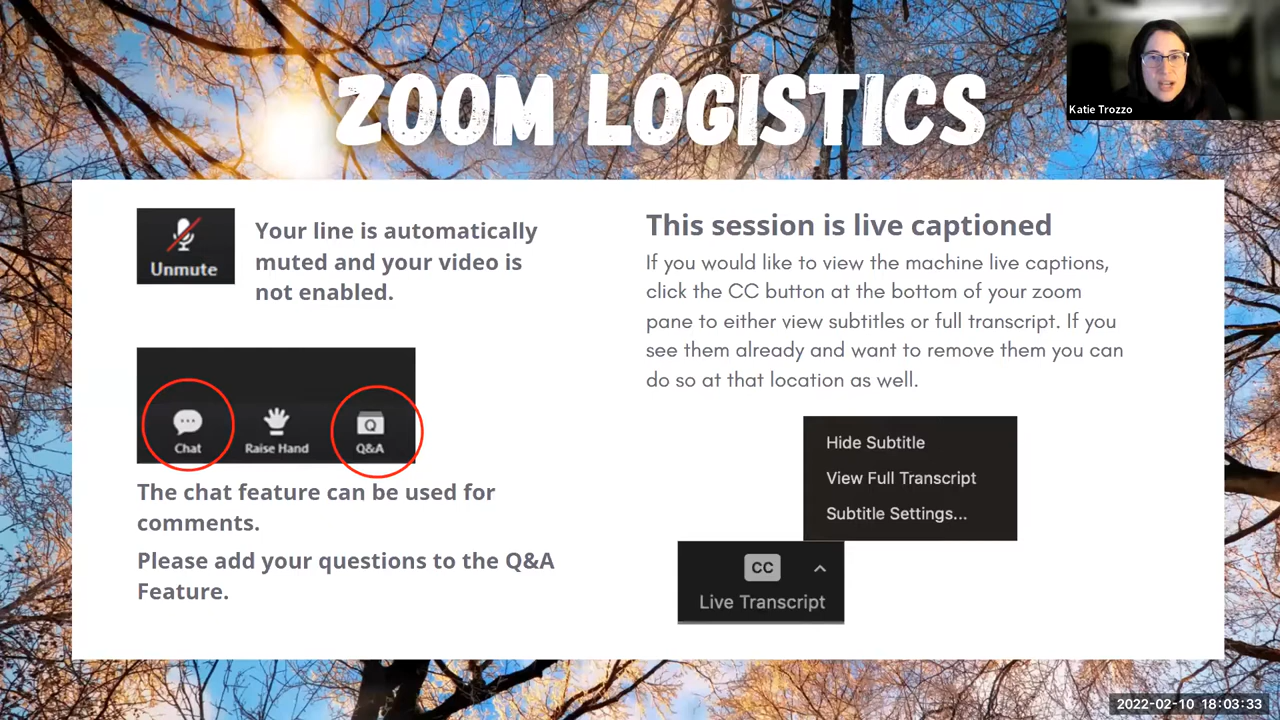 ZOOM LOGISTICS
Katie Trozzo
Unmute
Your line is automatically
muted and your video is
not enabled.
Chat
Raise Hand
Q&A
The chat feature can be used for
comments.
Please add your questions to the Q&A
Feature.
This session is live captioned
If you would like to view the machine live captions,
click the CC button at the bottom of your zoom
pane to either view subtitles or full transcript. If you
see them already and want to remove them you can
do so at that location as well.
Hide Subtitle
View Full Transcript
Subtitle Settings...
CC
Live Transcript
2022-02-10 18:03:33